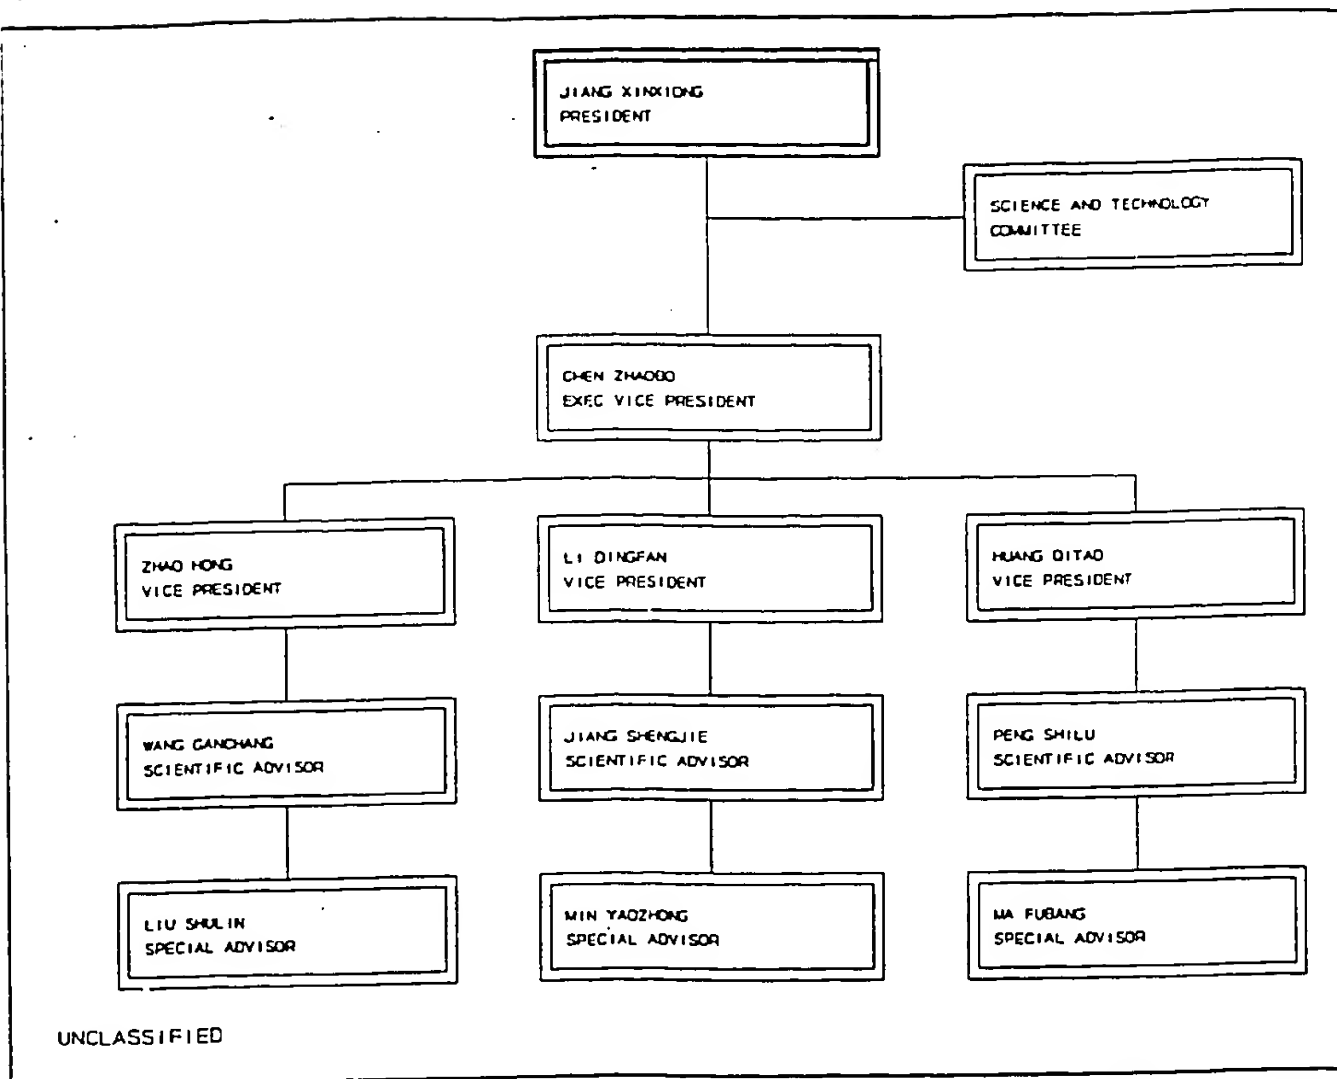 JIANG XINXIONG
PRESIDENT
SCIENCE AND TECHNOLOGY
COMMITTEE
CHEN ZHAOBO
EXEC VICE PRESIDENT
ZHAO HONG
VICE PRESIDENT
LI DINGFAN
VICE PRESIDENT
HUANG QITAO
VICE PRESIDENT
WANG GANCHANG
SCIENTIFIC ADVISOR
JIANG SHENGJIE
SCIENTIFIC ADVISOR
PENG SHILU
SCIENTIFIC ADVISOR
LIU SHULIN
SPECIAL ADVISOR
MIN YAOZHONG
SPECIAL ADVISOR
MA FUBANG
SPECIAL ADVISOR
UNCLASSIFIED